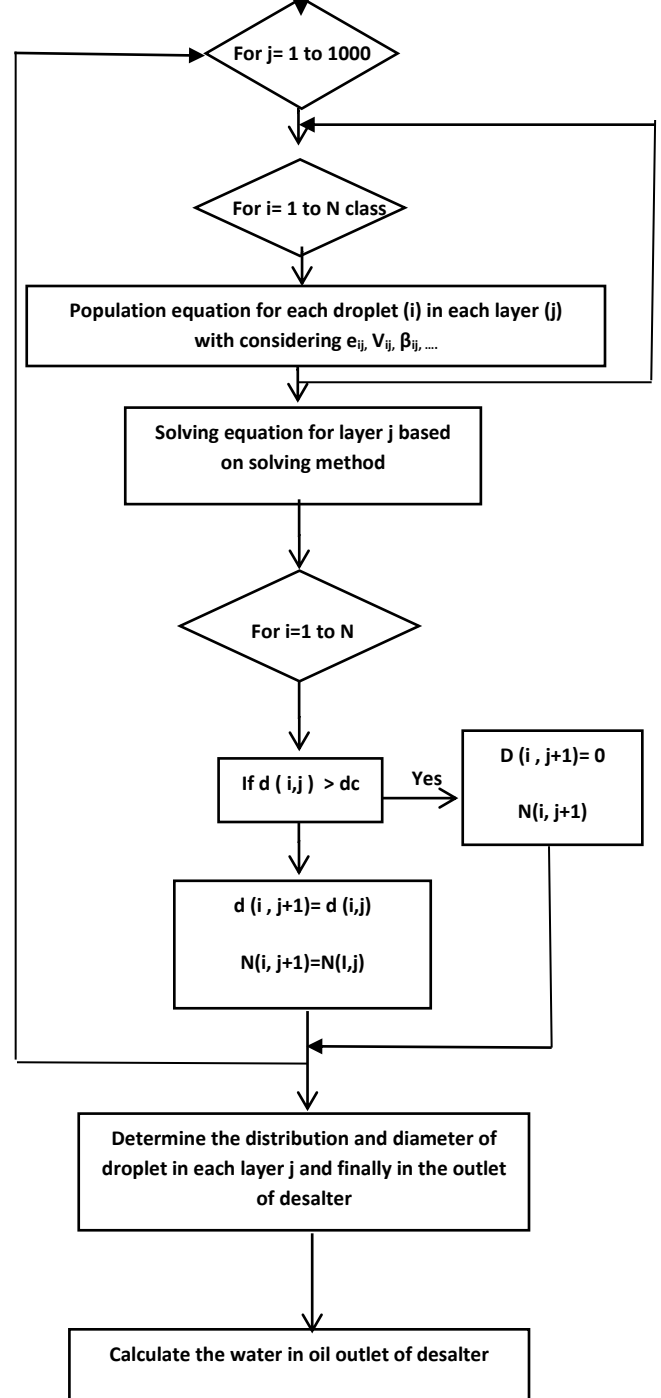 For j= 1 to 1000
For i= 1 to N class
Population equation for each droplet (i) in each layer (j)
with considering eij, Vij, βij, ....
Solving equation for layer j based
on solving method
For i=1 to N
If d ( i,j ) > dc
Yes
D (i , j+1)= 0
N(i, j+1)
d (i , j+1)= d (i,j)
N(i, j+1)=N(I,j)
Determine the distribution and diameter of
droplet in each layer j and finally in the outlet
of desalter
Calculate the water in oil outlet of desalter